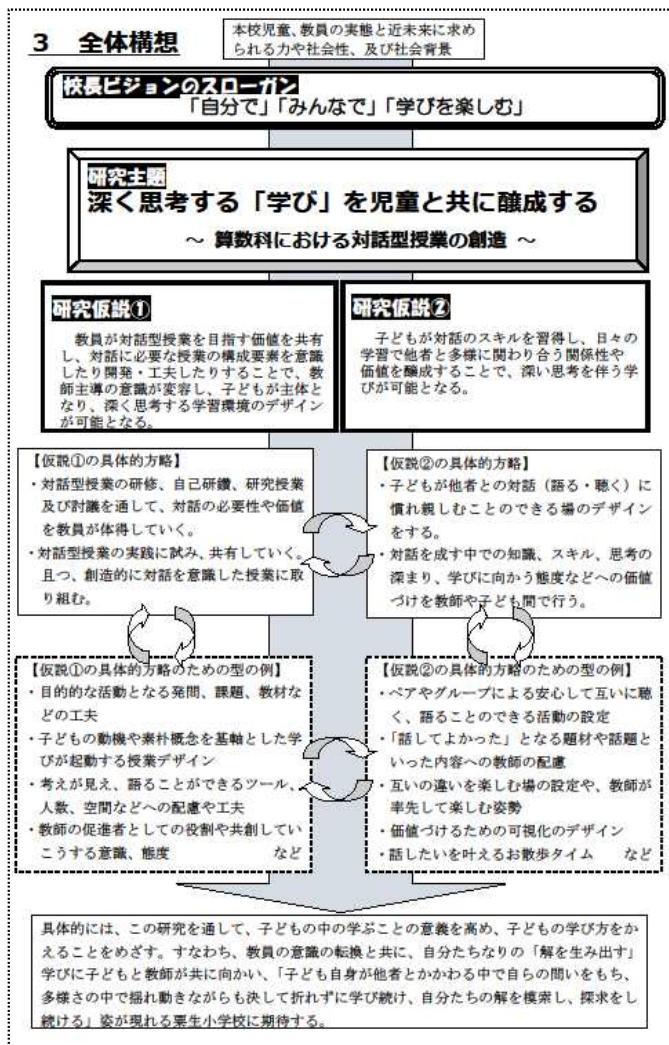 3 全体構想
本校児童、教員の実態と近未来に求め
られる力や社会性、及び社会背景
校長ビジョンのスローガン
「自分で」「みんなで」「学びを楽しむ」
研究主題
深く思考する「学び」を児童と共に醸成する
～ 算数科における対話型授業の創造 ～
研究仮説①
教員が対話型授業を目指す価値を共有
し、対話に必要な授業の構成要素を意識
したり開発・工夫したりすることで、教
師主導の意識が変容し、子どもが主体と
なり、深く思考する学習環境のデザイン
が可能となる。
研究仮説②
子どもが対話のスキルを習得し、日々の
学習で他者と多様に関わり合う関係性や
価値を醸成することで、深い思考を伴う学
びが可能となる。
【仮説①の具体的方略】
・対話型授業の研修、自己研鑽、研究授業
及び討議を通して、対話の必要性や価値
を教員が体得していく。
・対話型授業の実践に試み、共有していく。
且つ、創造的に対話を意識した授業に取
り組む。
【仮説②の具体的方略】
・子どもが他者との対話（語る・聴く）に
慣れ親しむことのできる場のデザイン
をする。
・対話を成す中での知識、スキル、思考の
深まり、学びに向かう態度などへの価値
づけを教師や子ども間で行う。
【仮説①の具体的方略のための型の例】
・目的的な活動となる発問、課題、教材な
どの工夫
・子どもの動機や素朴概念を基軸とした学
びが起動する授業デザイン
・考えが見え、語ることができるツール、
人数、空間などへの配慮や工夫
・教師の促進者としての役割や共創してい
こうする意識、態度 など
【仮説②の具体的方略のための型の例】
・ペアやグループによる安心して互いに聴
く、語ることのできる活動の設定
・「話してよかった」となる題材や話題と
いった内容への教師の配慮
・互いの違いを楽しむ場の設定や、教師が
率先して楽しむ姿勢
・価値づけるための可視化のデザイン
・話したいを叶えるお散歩タイム など
具体的には、この研究を通して、子どもの中の学ぶことの意義を高め、子どもの学び方をか
えることをめざす。すなわち、教員の意識の転換と共に、自分たちなりの「解を生み出す」
学びに子どもと教師が共に向かい、「子ども自身が他者とかかわる中で自らの問いをもち、
多様さの中で揺れ動きながらも決して折れずに学び続け、自分たちの解を模索し、探求をし
続ける」姿が現れる粟生小学校に期待する。